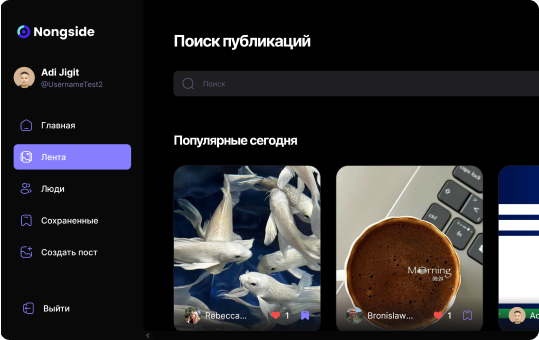 Nongside
Adi Jigit
@UsernameTest2
Главная
Лента
Люди
Сохраненные
Создать пост
Выйти
Поиск публикаций
Поиск
Популярные сегодня
Rebecca...
1
Morning
Bronislaw...
1
Ad